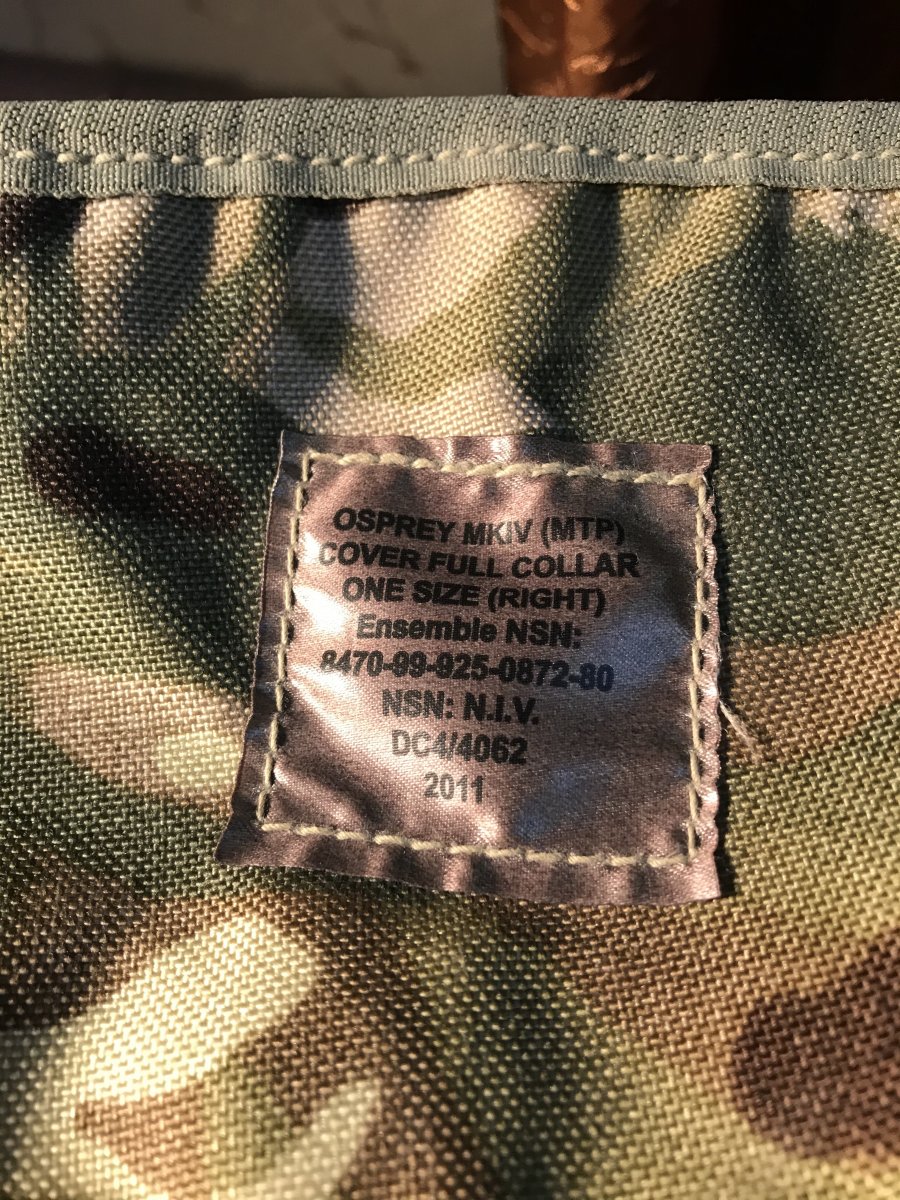 OSPREY MKIV (MTP)
COVER FULL COLLAR
ONE SIZE (RIGHT)
Ensemble NSN:
8470-99-925-0872-80
NSN: N.I.V.
DC4/4062
2011